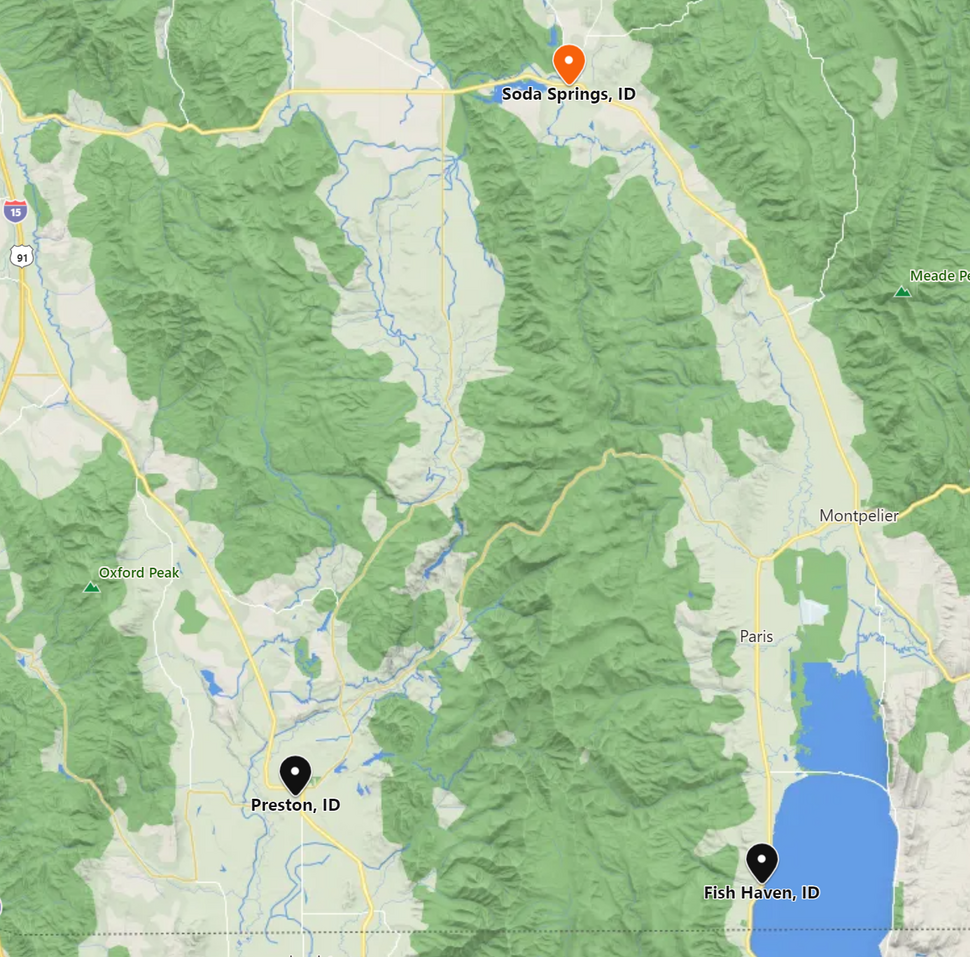 Soda Springs, ID
15
91
Meade Pe
Montpelier
Oxford Peak
Paris
Preston, ID
Fish Haven, ID